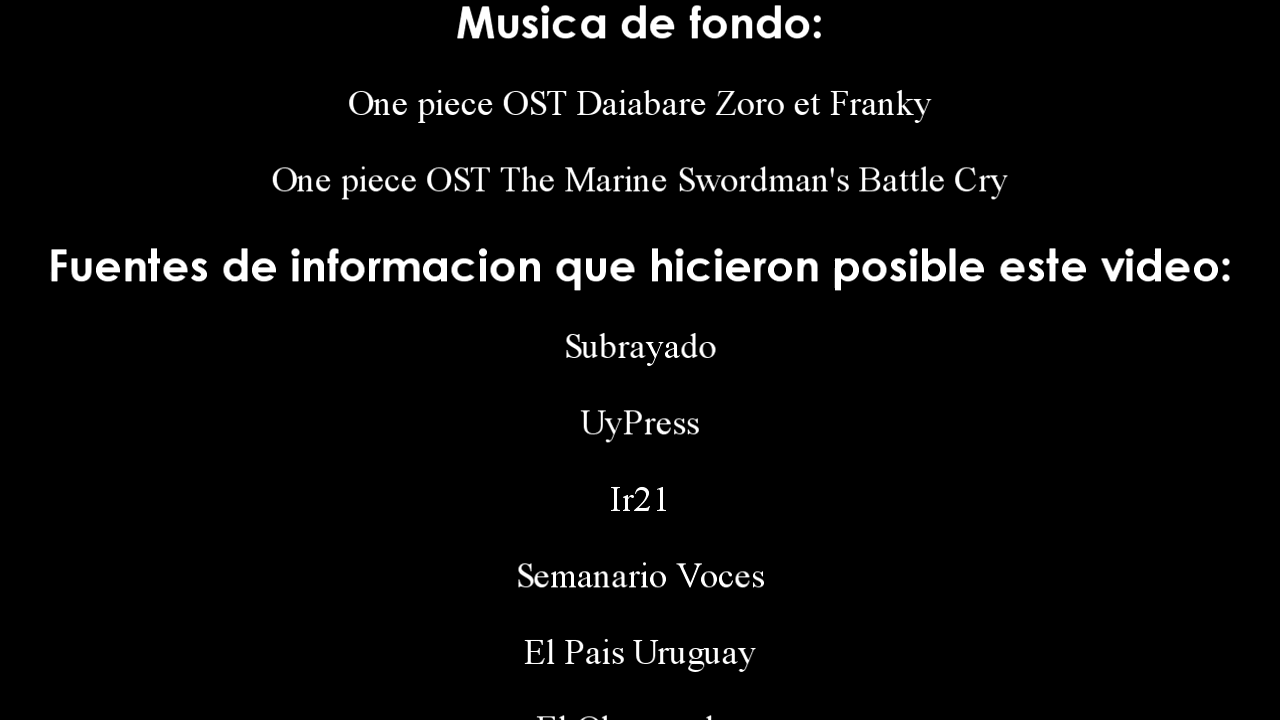 Musica de fondo:
One piece OST Daiabare Zoro et Franky
One piece OST The Marine Swordman's Battle Cry
Fuentes de informacion que hicieron posible este video:
Subrayado
UyPress
Ir21
Semanario Voces
El Pais Uruguay
El